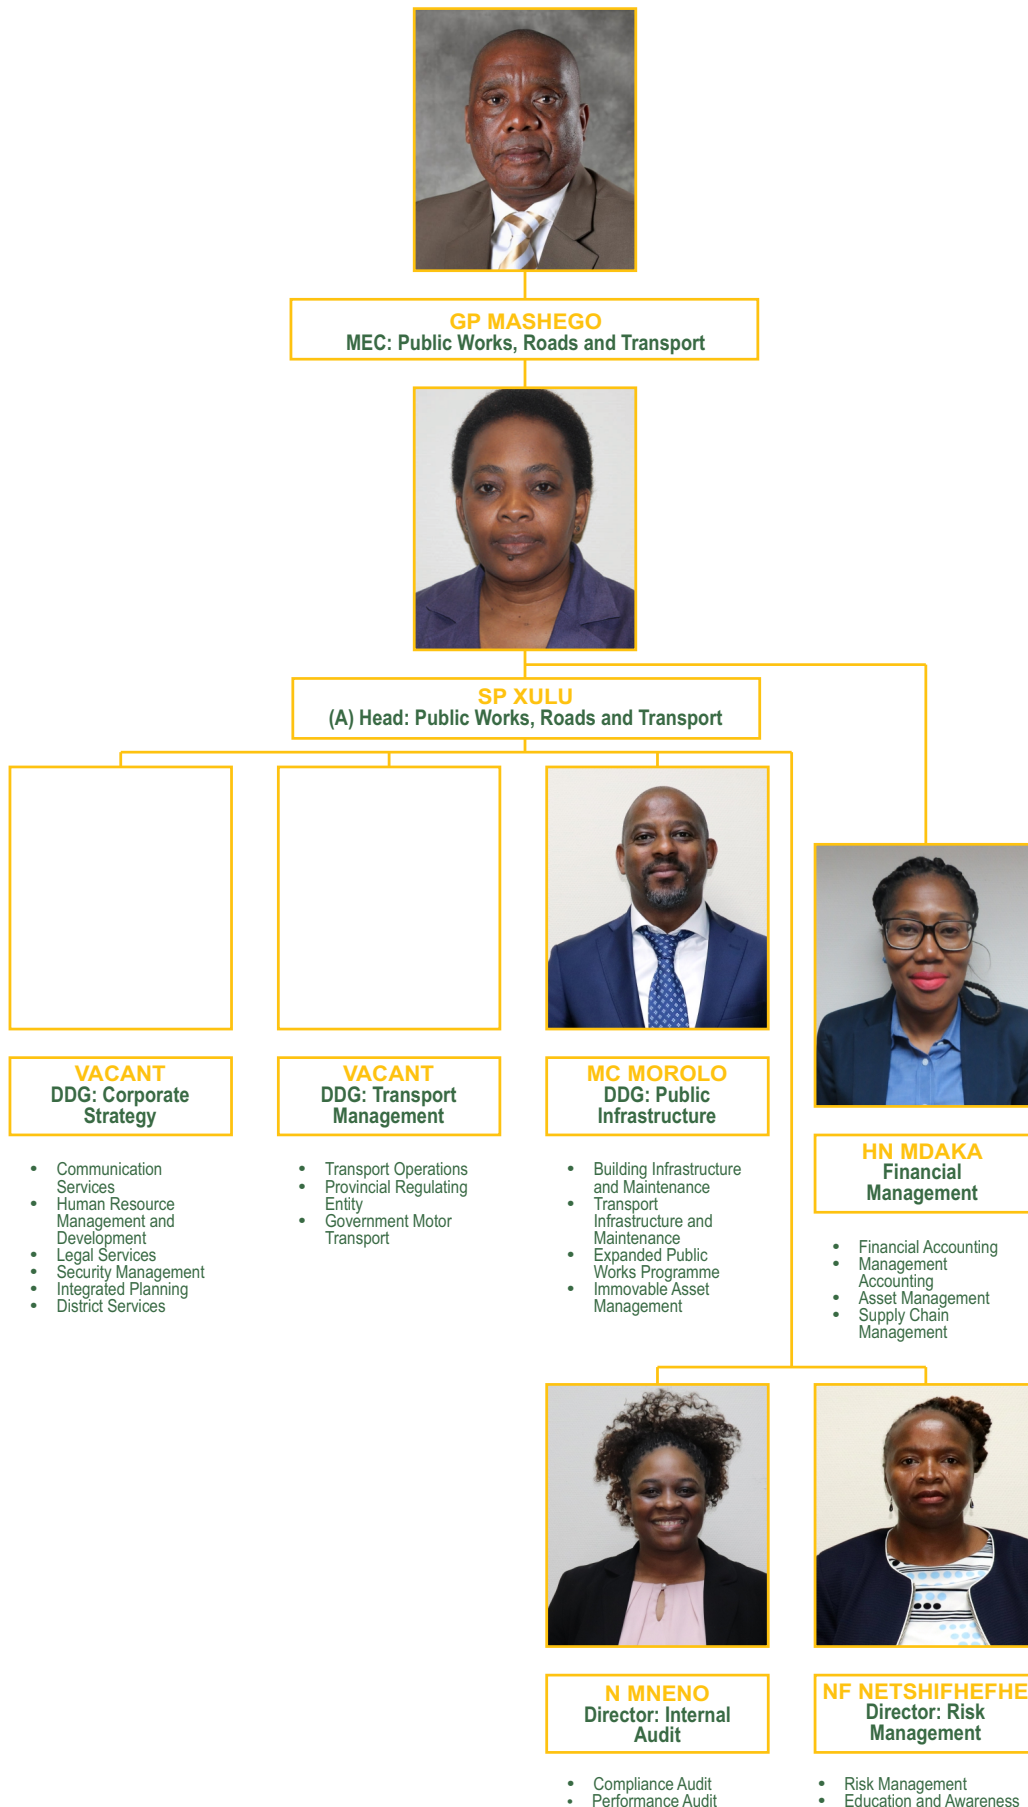 GP MASHEGO
MEC: Public Works, Roads and Transport
SP XULU
(A) Head: Public Works, Roads and Transport
VACANT
DDG: Corporate
Strategy
• Communication
Services
• Human Resource
Management and
Development
• Legal Services
• Security Management
• Integrated Planning
• District Services
VACANT
DDG: Transport
Management
• Transport Operations
• Provincial Regulating
Entity
• Government Motor
Transport
MC MOROLO
DDG: Public
Infrastructure
• Building Infrastructure
and Maintenance
• Transport
Infrastructure and
Maintenance
• Expanded Public
Works Programme
• Immovable Asset
Management
HN MDAKA
Financial
Management
• Financial Accounting
• Management
Accounting
• Asset Management
• Supply Chain
Management
N MNENO
Director: Internal
Audit
• Compliance Audit
• Performance Audit
NF NETSHIFHEFHE
Director: Risk
Management
• Risk Management
• Education and Awareness